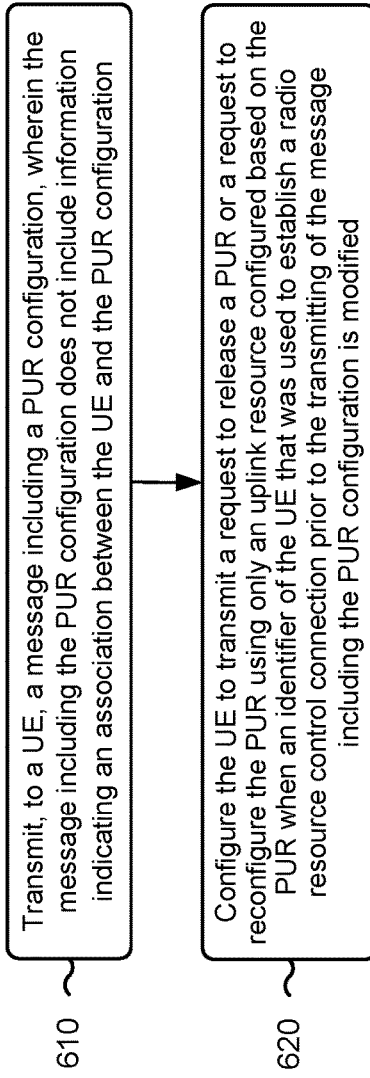 610
Transmit, to a UE, a message including a PUR configuration, wherein the
message including the PUR configuration does not include information
indicating an association between the UE and the PUR configuration
620
Configure the UE to transmit a request to release a PUR or a request to
reconfigure the PUR using only an uplink resource configured based on the
PUR when an identifier of the UE that was used to establish a radio
resource control connection prior to the transmitting of the message
including the PUR configuration is modified